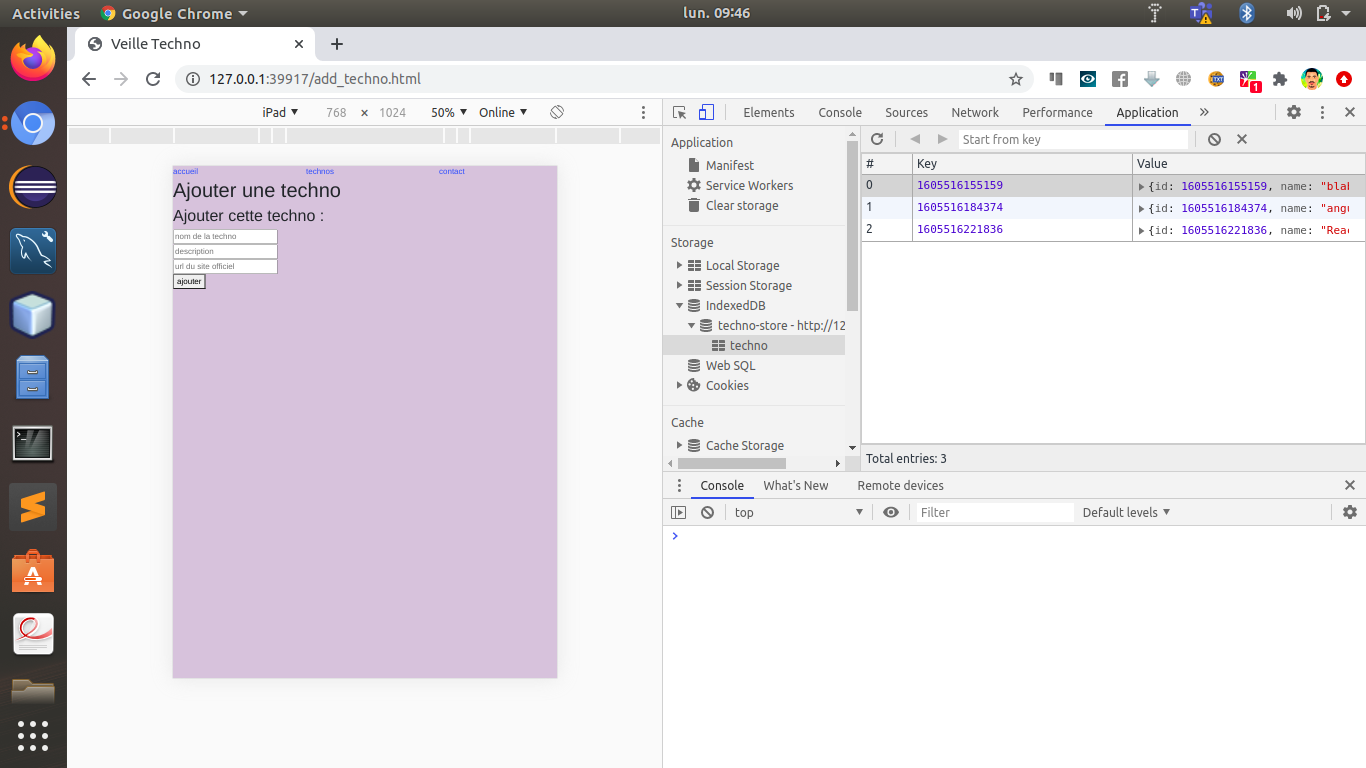 Activities
Google Chrome
lun. 09:46
Veille Techno
127.0.0.1:39917/add_techno.html
1
iPad
768 × 1024
50%
Online
accueil
technos
contact
Ajouter une techno
Ajouter cette techno :
nom de la techno
description
url du site officiel
ajouter
Elements
Console
Sources
Network
Performance
Application
Application
Manifest
Service Workers
Clear storage
Storage
Local Storage
Session Storage
IndexedDB
techno-store - http://12
techno
Web SQL
Cookies
Cache
Cache Storage
Start from key
# Key Value
0 1605516155159 {id: 1605516155159, name: "blab
1 1605516184374 {id: 1605516184374, name: "angu
2 1605516221836 {id: 1605516221836, name: "Reac
Total entries: 3
Console
What's New
Remote devices
top
Filter
Default levels